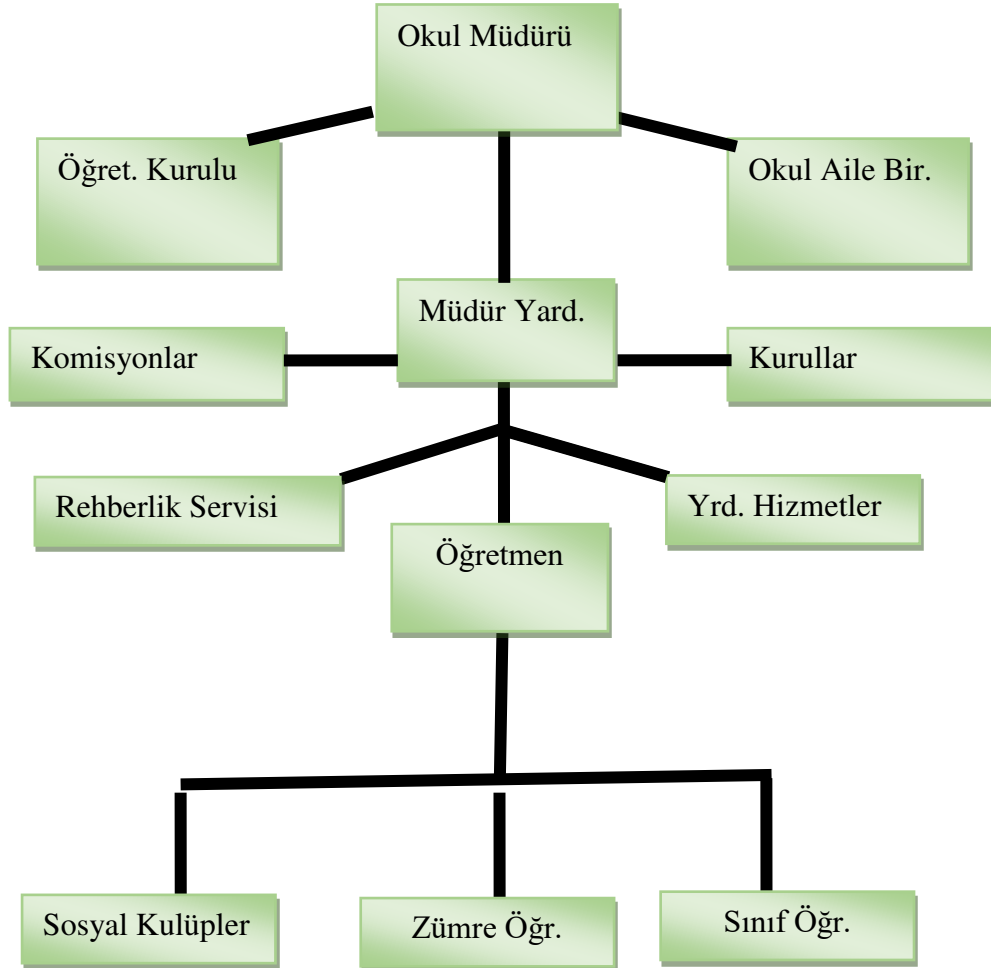 Okul Müdürü
Öğret. Kurulu
Okul Aile Bir.
Müdür Yard.
Komisyonlar
Kurullar
Rehberlik Servisi
Yrd. Hizmetler
Öğretmen
Sosyal Kulüpler
Zümre Öğr.
Sınıf Öğr.